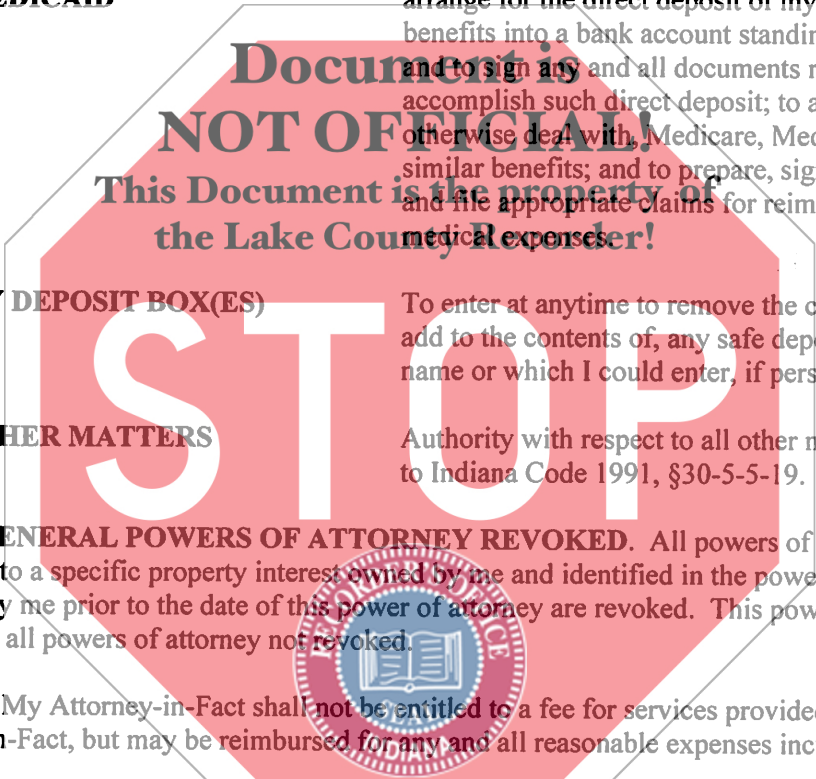 EDICAID
arrange for the direct deposit of my
benefits into a bank account standin
and to sign any and all documents
accomplish such direct deposit; to a
otherwise deal with, Medicare, Med
similar benefits; and to prepare, sig
and file appropriate claims for reim
medical expenses.
Document is
NOT OFFICIAL!
This Document is the property of
the Lake County Recorder!
Y DEPOSIT BOX(ES)
To enter at anytime to remove the c
add to the contents of, any safe depo
name or which I could enter, if pers
STOP
HER MATTERS
Authority with respect to all other m
to Indiana Code 1991, §30-5-5-19.
ENERAL POWERS OF ATTORNEY REVOKED. All powers of
to a specific property interest owned by me and identified in the powe
y me prior to the date of this power of attorney are revoked. This pow
all powers of attorney not revoked.
My Attorney-in-Fact shall not be entitled to a fee for services provided
n-Fact, but may be reimbursed for any and all reasonable expenses inc
RECORDER'S OFFICE
INDIANA